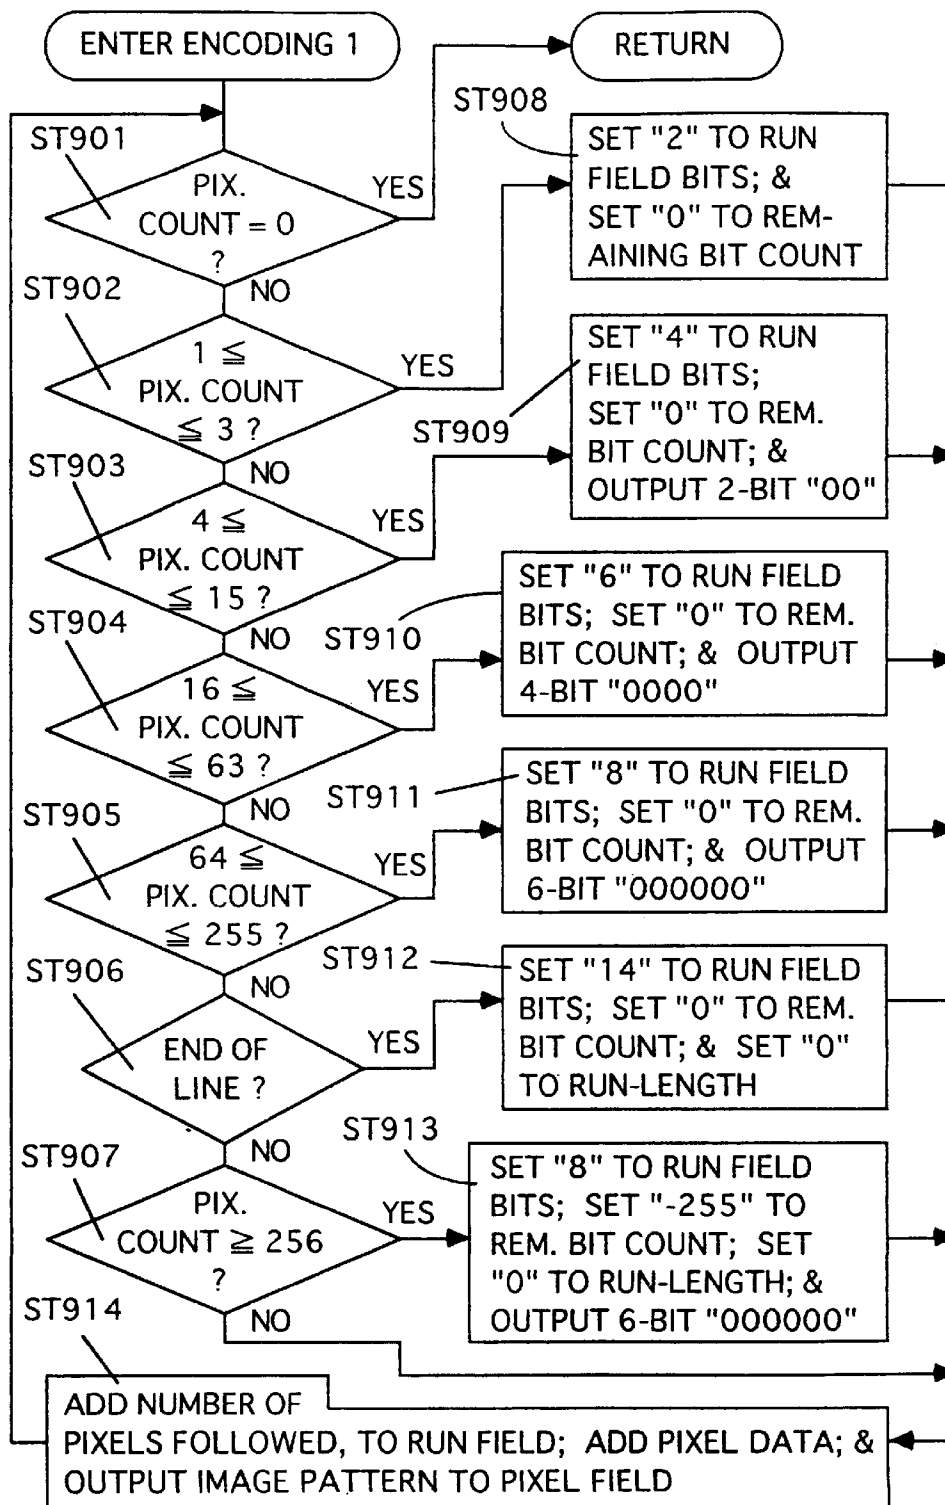 ENTER ENCODING 1
RETURN
ST901
PIX.
COUNT = 0
?
YES
NO
ST908
SET "2" TO RUN
FIELD BITS; &
SET "0" TO REM-
AINING BIT COUNT
ST902
1 ≦
PIX. COUNT
≦ 3 ?
YES
NO
ST909
SET "4" TO RUN
FIELD BITS;
SET "0" TO REM.
BIT COUNT; &
OUTPUT 2-BIT "00"
ST903
4 ≦
PIX. COUNT
≦ 15 ?
YES
NO
ST910
SET "6" TO RUN FIELD
BITS; SET "0" TO REM.
BIT COUNT; & OUTPUT
4-BIT "0000"
ST904
16 ≦
PIX. COUNT
≦ 63 ?
YES
NO
ST911
SET "8" TO RUN FIELD
BITS; SET "0" TO REM.
BIT COUNT; & OUTPUT
6-BIT "000000"
ST905
64 ≦
PIX. COUNT
≦ 255 ?
YES
NO
ST912
SET "14" TO RUN FIELD
BITS; SET "0" TO REM.
BIT COUNT; & SET "0"
TO RUN-LENGTH
ST906
END OF
LINE ?
YES
NO
ST913
SET "8" TO RUN FIELD
BITS; SET "-255" TO
REM. BIT COUNT; SET
"0" TO RUN-LENGTH; &
OUTPUT 6-BIT "000000"
ST907
PIX.
COUNT ≧ 256
?
YES
NO
ST914
ADD NUMBER OF
PIXELS FOLLOWED, TO RUN FIELD; ADD PIXEL DATA; &
OUTPUT IMAGE PATTERN TO PIXEL FIELD